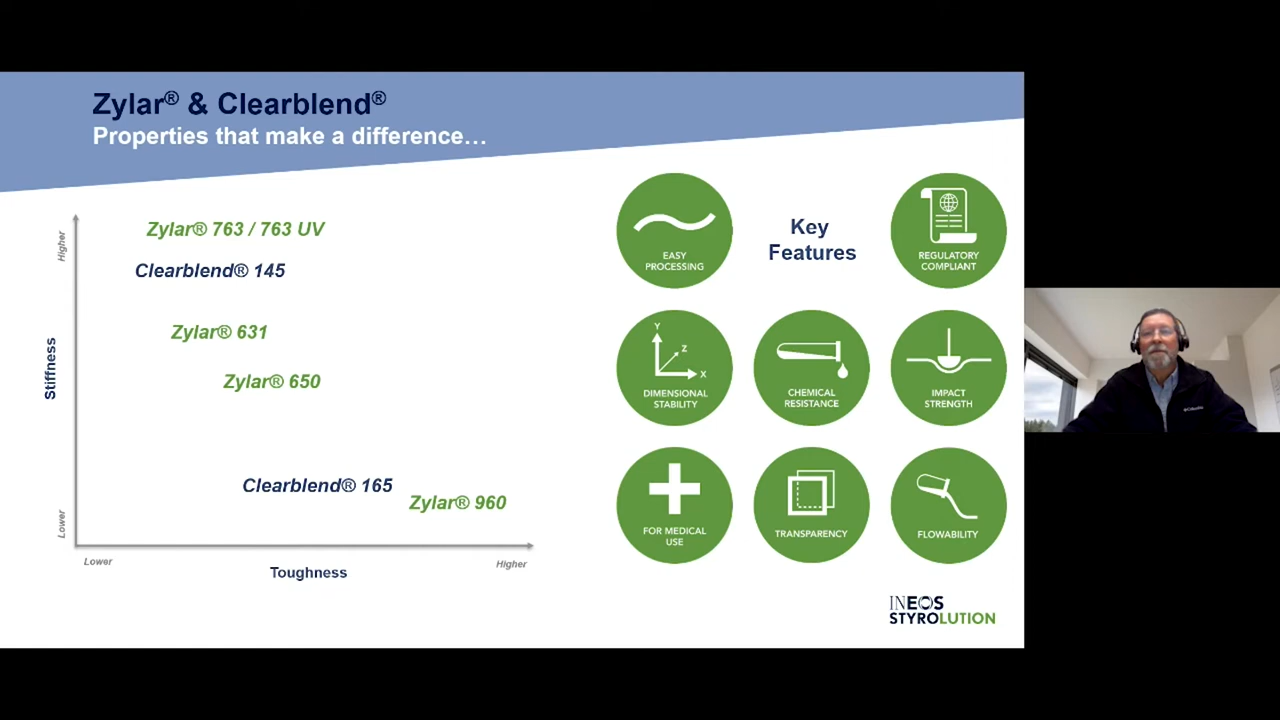 Zylar® & Clearblend®
Properties that make a difference…
Higher
Stiffness
Lower
Zylar® 763 / 763 UV
Clearblend® 145
Zylar® 631
Zylar® 650
Clearblend® 165
Zylar® 960
Lower
Higher
Toughness
Key
Features
EASY
PROCESSING
REGULATORY
COMPLIANT
Y
Z
X
DIMENSIONAL
STABILITY
CHEMICAL
RESISTANCE
IMPACT
STRENGTH
FOR MEDICAL
USE
TRANSPARENCY
FLOWABILITY
INEOS
STYROLUTION
Columbia